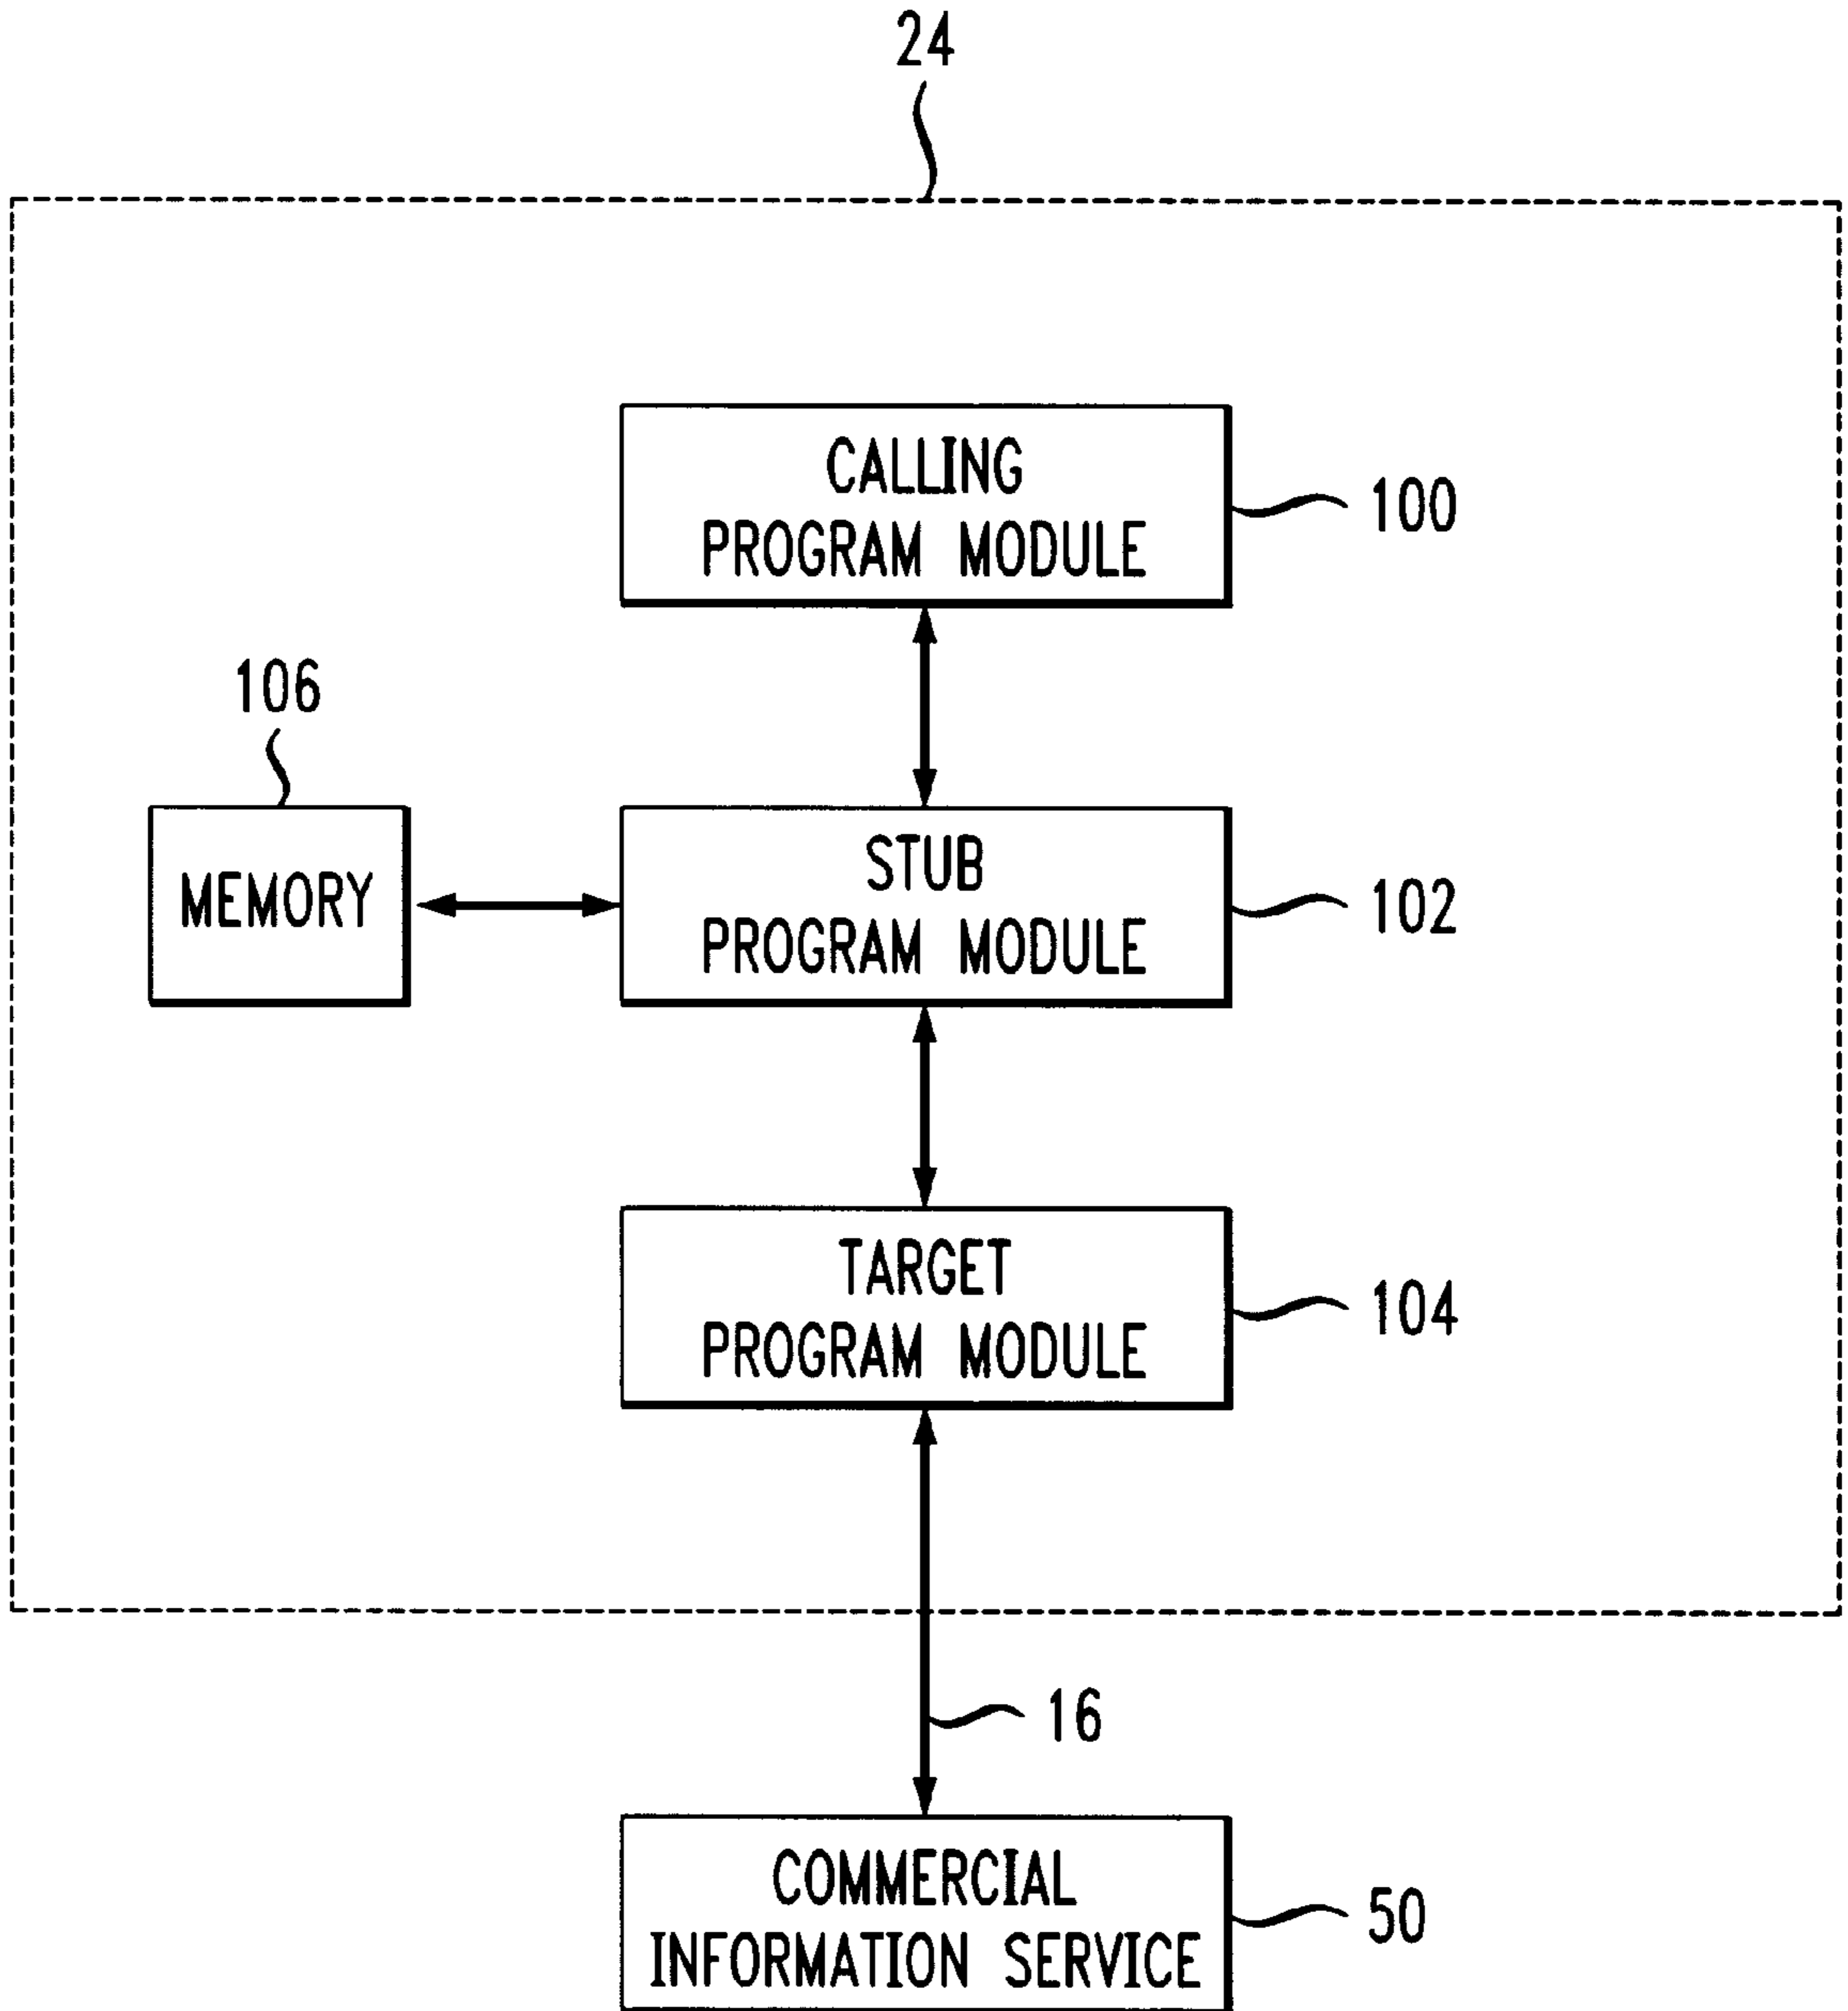 24
CALLING
PROGRAM MODULE
100
106
MEMORY
STUB
PROGRAM MODULE
102
TARGET
PROGRAM MODULE
104
16
COMMERCIAL
INFORMATION SERVICE
50